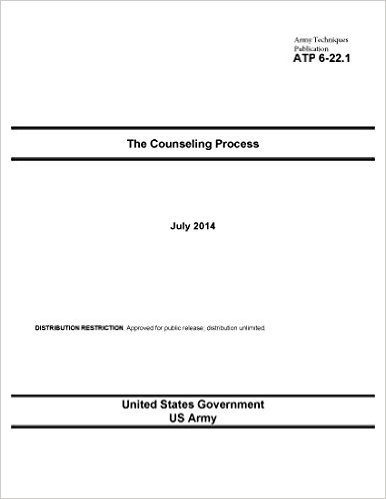 Army Techniques
Publication
ATP 6-22.1
The Counseling Process
July 2014
DISTRIBUTION RESTRICTION Approved for public release; distribution unlimited
United States Government
US Army